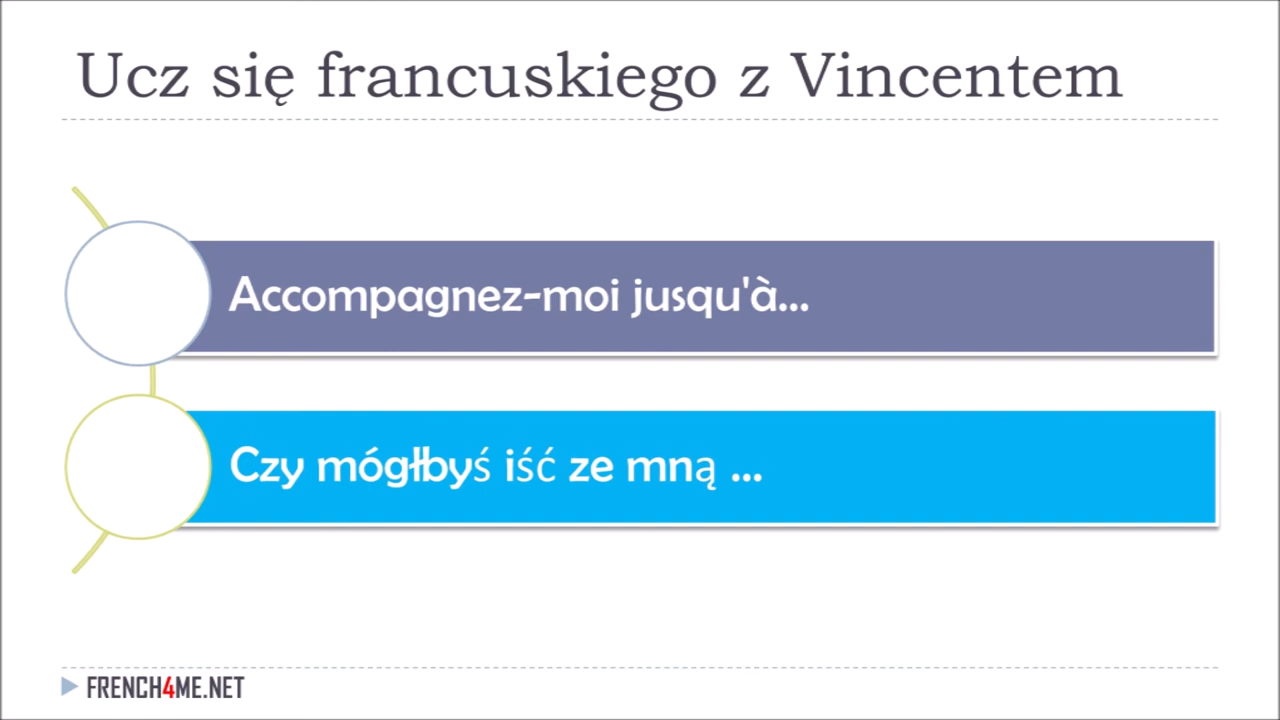 Ucz się francuskiego z Vincentem
Accompagnez-moi jusqu'à...
Czy mógłbyś iść ze mną ...
FRENCH4ME.NET